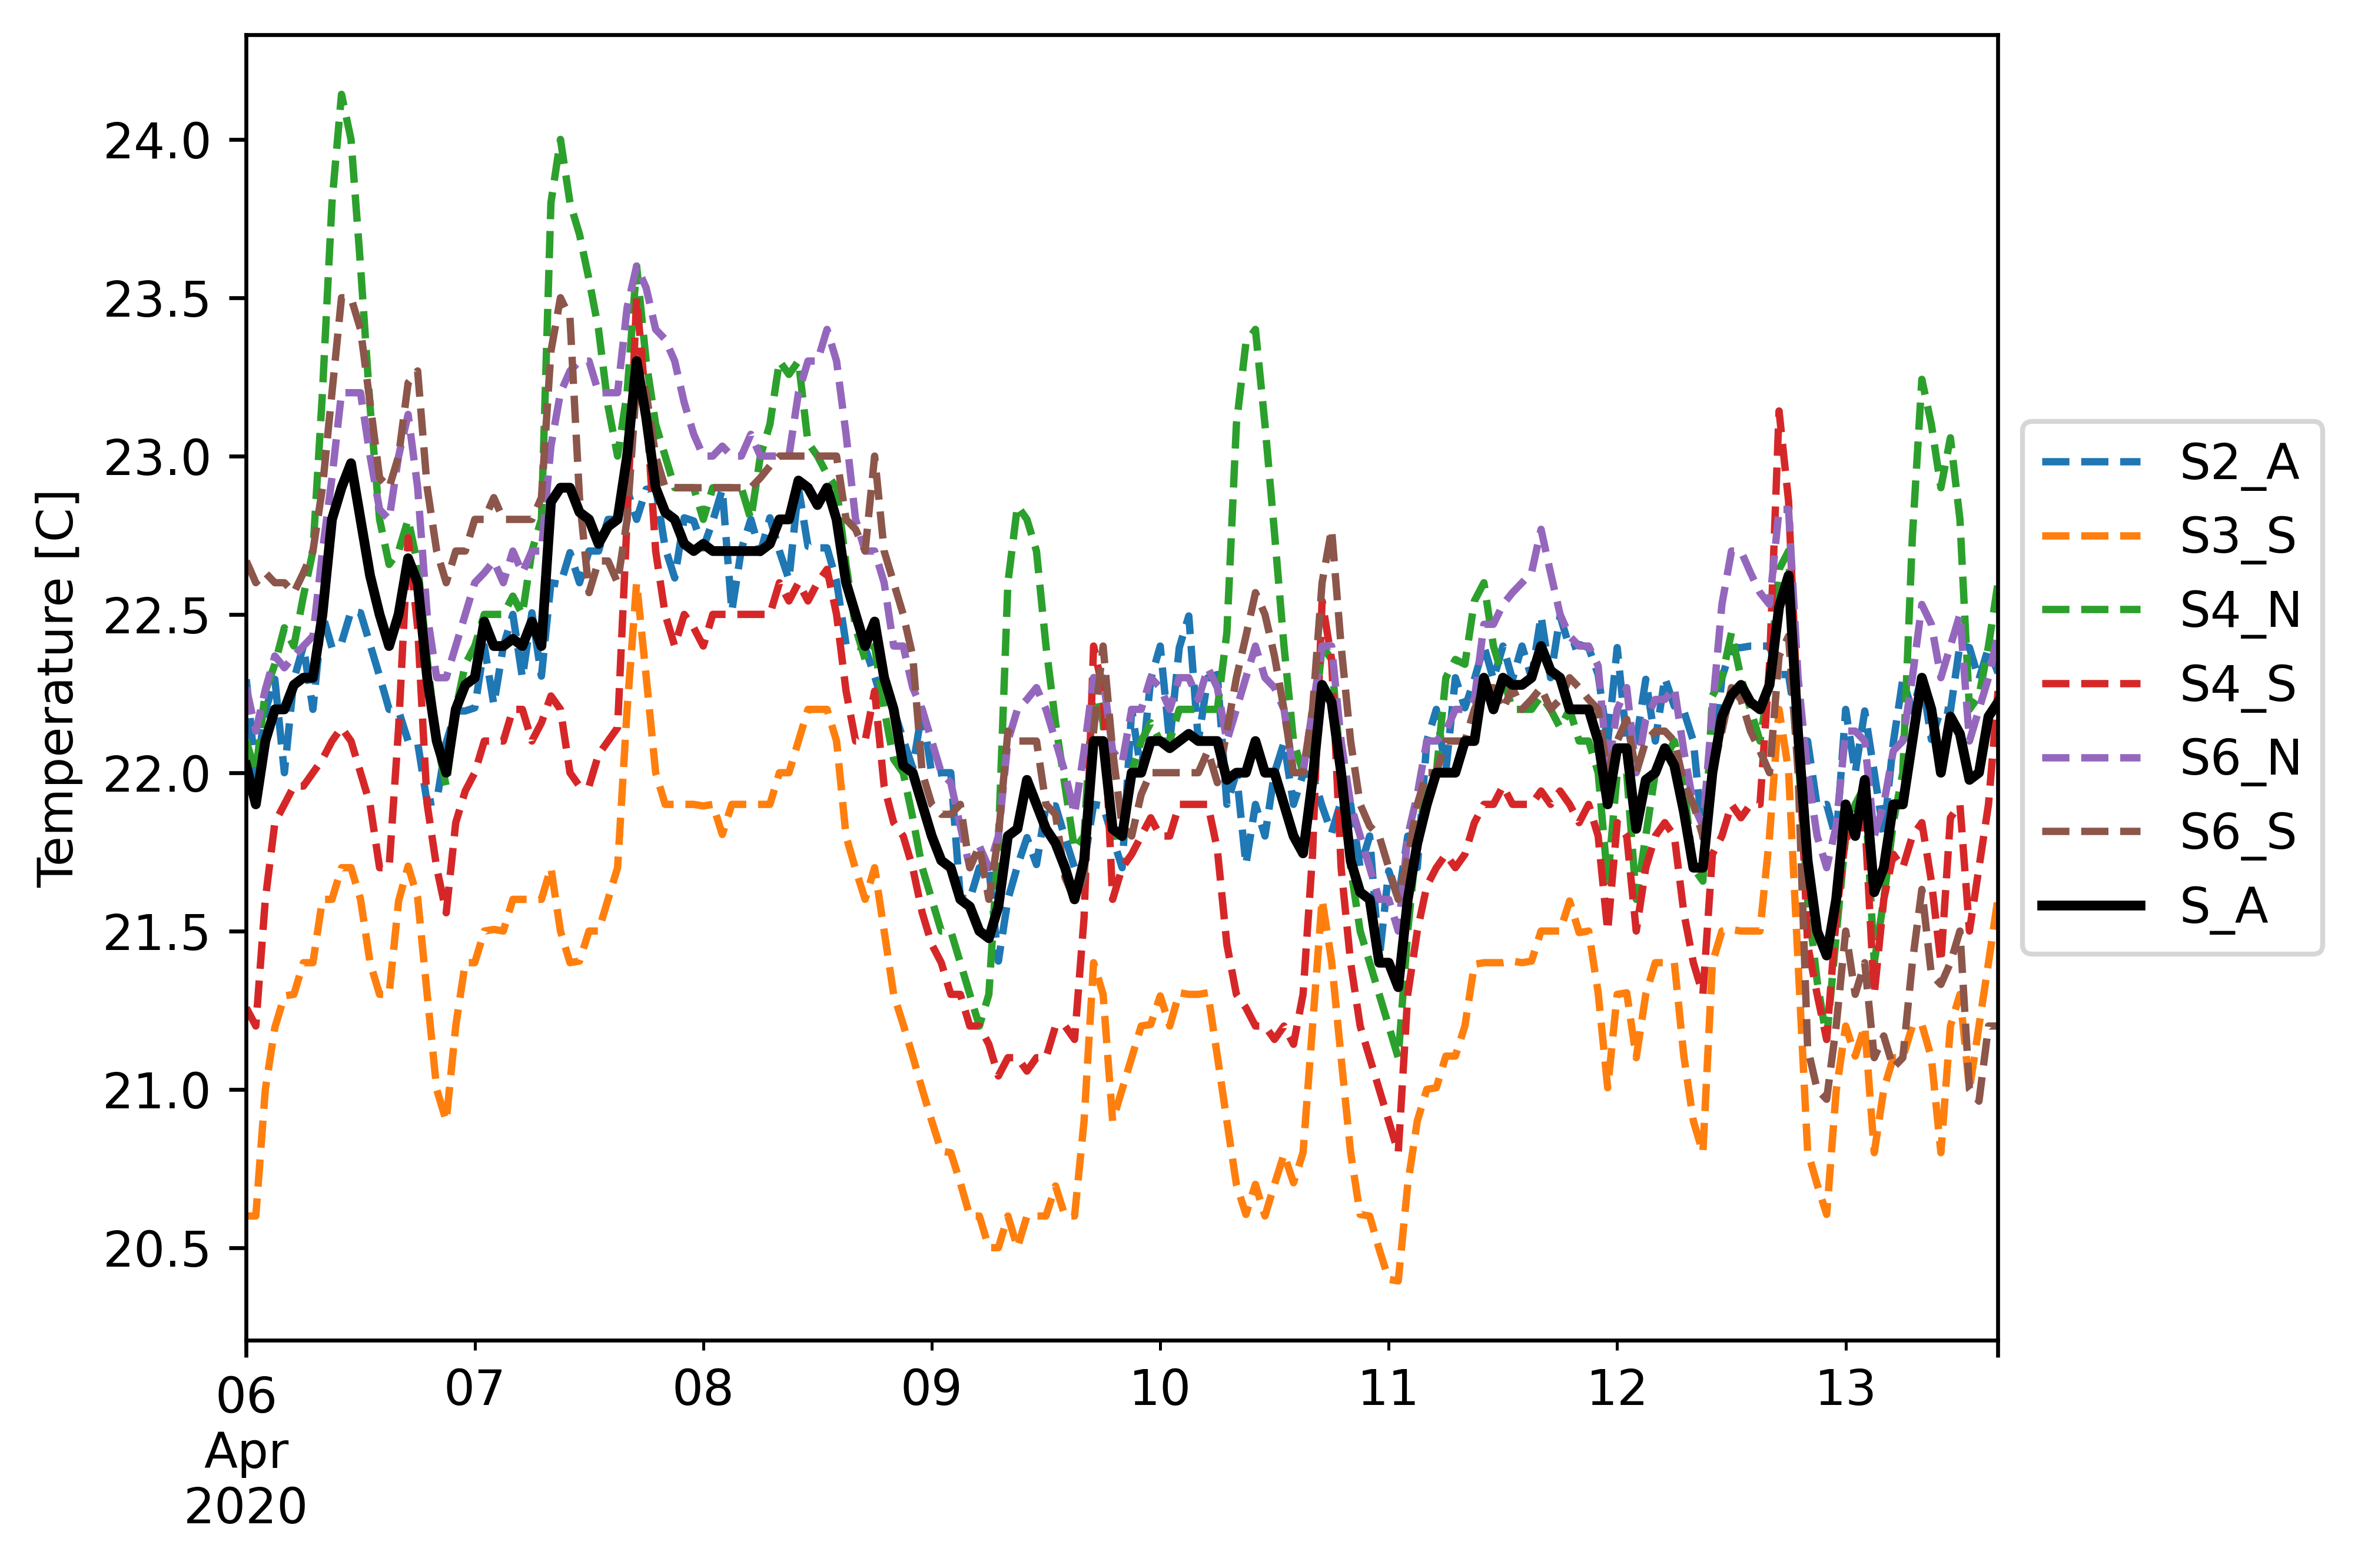 Temperature [C]
24.0
23.5
23.0
22.5
22.0
21.5
21.0
20.5
06
07
08
09
10
11
12
13
Apr
2020
S2_A
S3_S
S4_N
S4_S
S6_N
S6_S
S_A